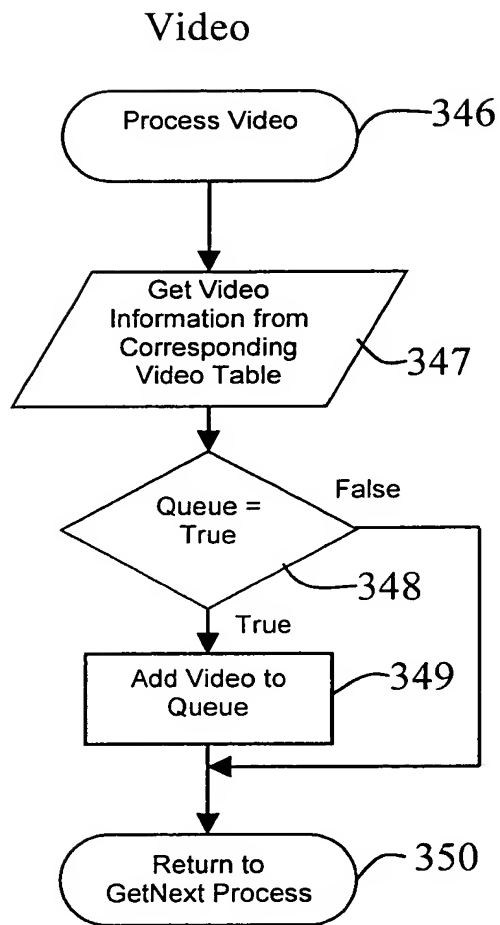 Video
Process Video
346
Get Video
Information from
Corresponding
Video Table
347
Queue =
True
False
348
True
Add Video to
Queue
349
Return to
GetNext Process
350